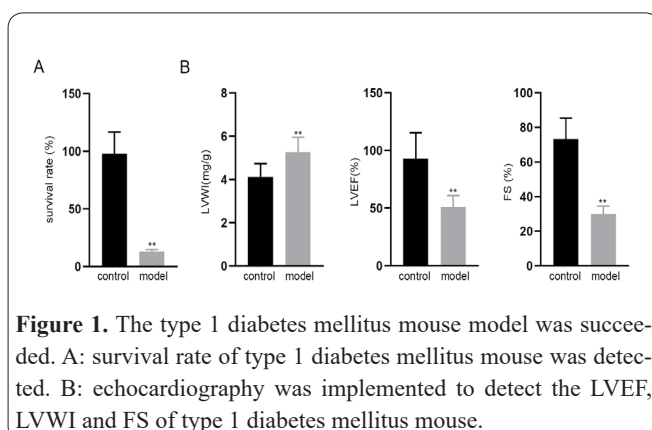 A
B
survival rate (%)
150
100
50
0
**
control model
LVWI(mg/g)
8
6
4
2
0
**
control model
LVEF(%)
150
100
50
0
**
control model
FS (%)
100
80
60
40
20
0
**
control model
Figure 1. The type 1 diabetes mellitus mouse model was succee-
ded. A: survival rate of type 1 diabetes mellitus mouse was detec-
ted. B: echocardiography was implemented to detect the LVEF,
LVWI and FS of type 1 diabetes mellitus mouse.